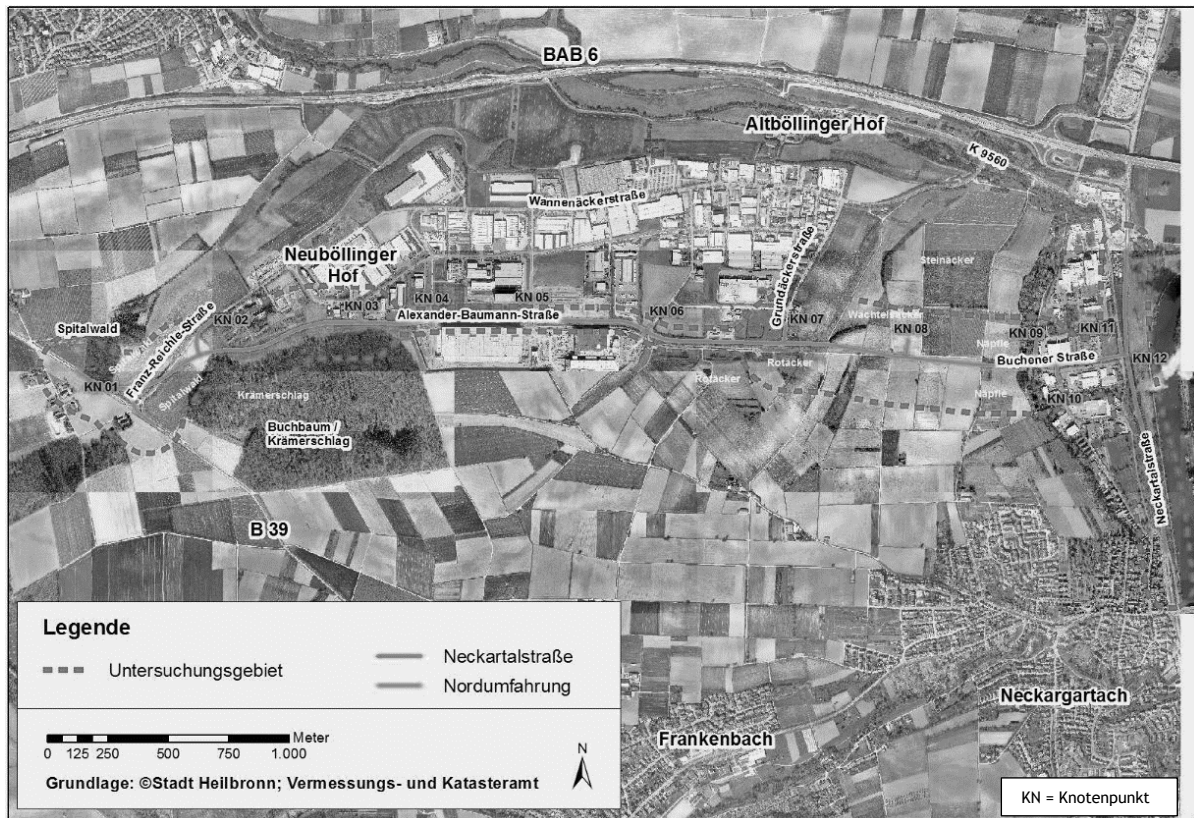 BAB 6
Altböllinger Hof
K 9560
Wannenäckerstraße
Neuböllinger
Hof
Grundäckerstraße
Steinäcker
Spitalwald
Franz-Reichle-Straße
KN 02
KN 03
KN 04
KN 05
Alexander-Baumann-Straße
KN 06
KN 07
Wachteläcker
KN 08
KN 09
KN 11
Näpfle
Buchener Straße
KN 12
KN 01
Spitalwald
Krämerschlag
Rotäcker
Rotäcker
Näpfle
KN 10
Buchbaum /
Krämerschlag
Neckartalstraße
B 39
Legende
Untersuchungsgebiet
Neckartalstraße
Nordumfahrung
Meter
0 125 250 500 750 1.000
N
Grundlage: ©Stadt Heilbronn; Vermessungs- und Katasteramt
Neckargartach
Frankenbach
KN = Knotenpunkt